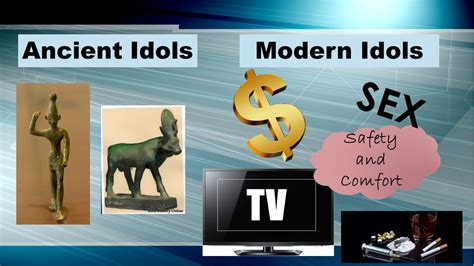 Ancient Idols
Modern Idols
$
SEX
Safety
and
Comfort
TV